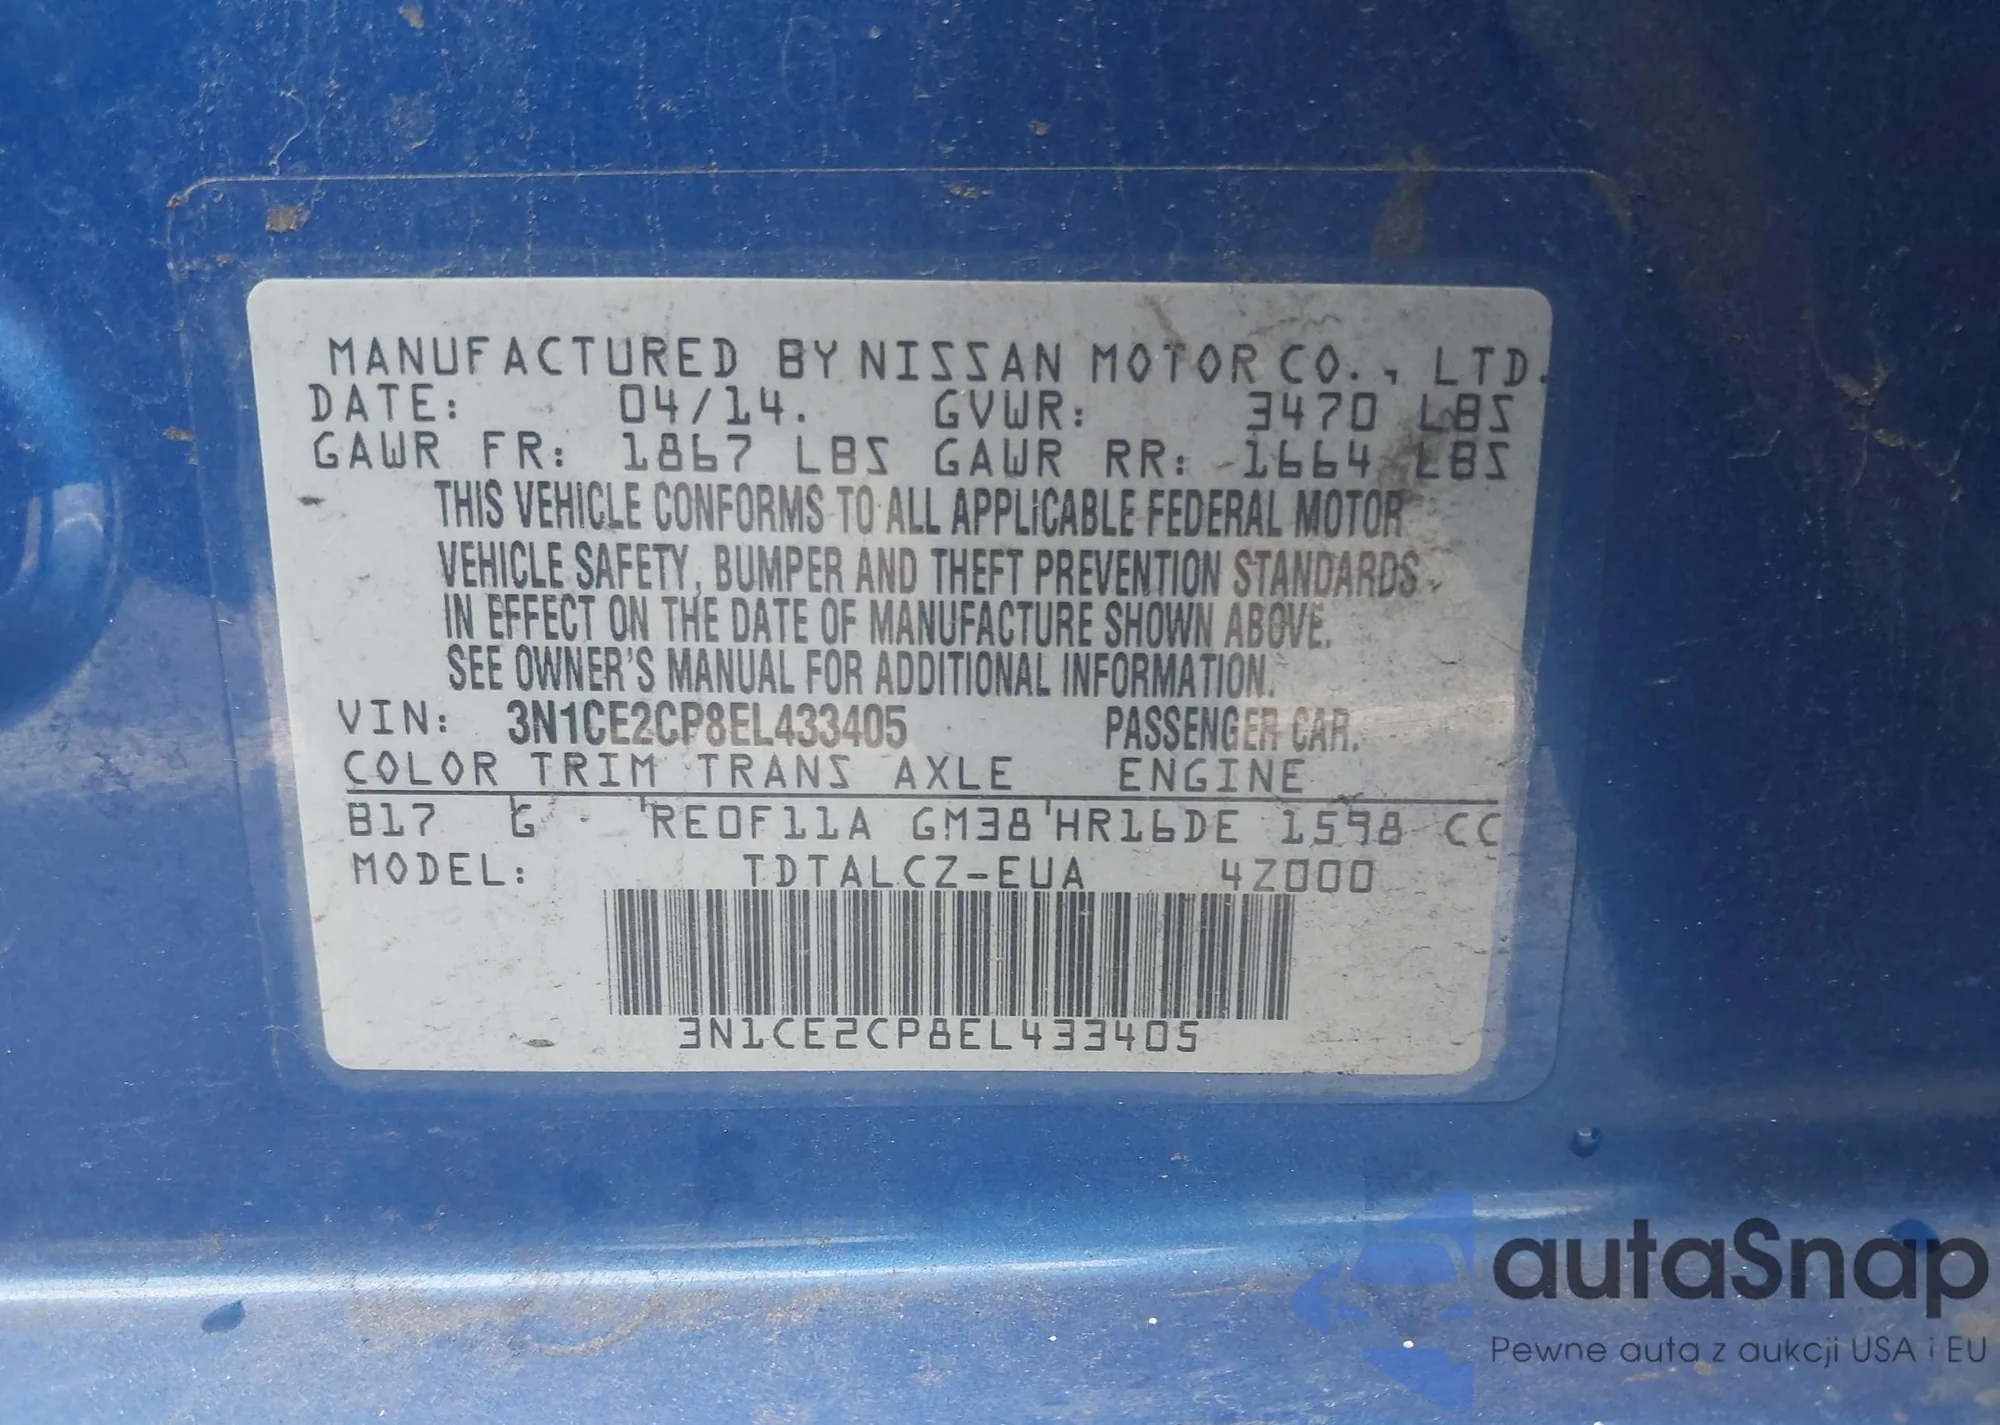 MANUFACTURED BY NISSAN MOTOR CO., LTD.
DATE: 04/14. GVWR: 3470 LBS
GAWR FR: 1867 LBS GAWR RR: 1664 LBS
THIS VEHICLE CONFORMS TO ALL APPLICABLE FEDERAL MOTOR
VEHICLE SAFETY, BUMPER AND THEFT PREVENTION STANDARDS
IN EFFECT ON THE DATE OF MANUFACTURE SHOWN ABOVE.
SEE OWNER'S MANUAL FOR ADDITIONAL INFORMATION.
VIN: 3N1CE2CP8EL433405 PASSENGER CAR.
COLOR TRIM TRANS AXLE ENGINE
B17 G RE0F11A GM38 HR16DE 1598 CC
MODEL: TDTALCZ-EUA 4Z000
3N1CE2CP8EL433405
autaSnap
Pewne auta z aukcji USA i EU